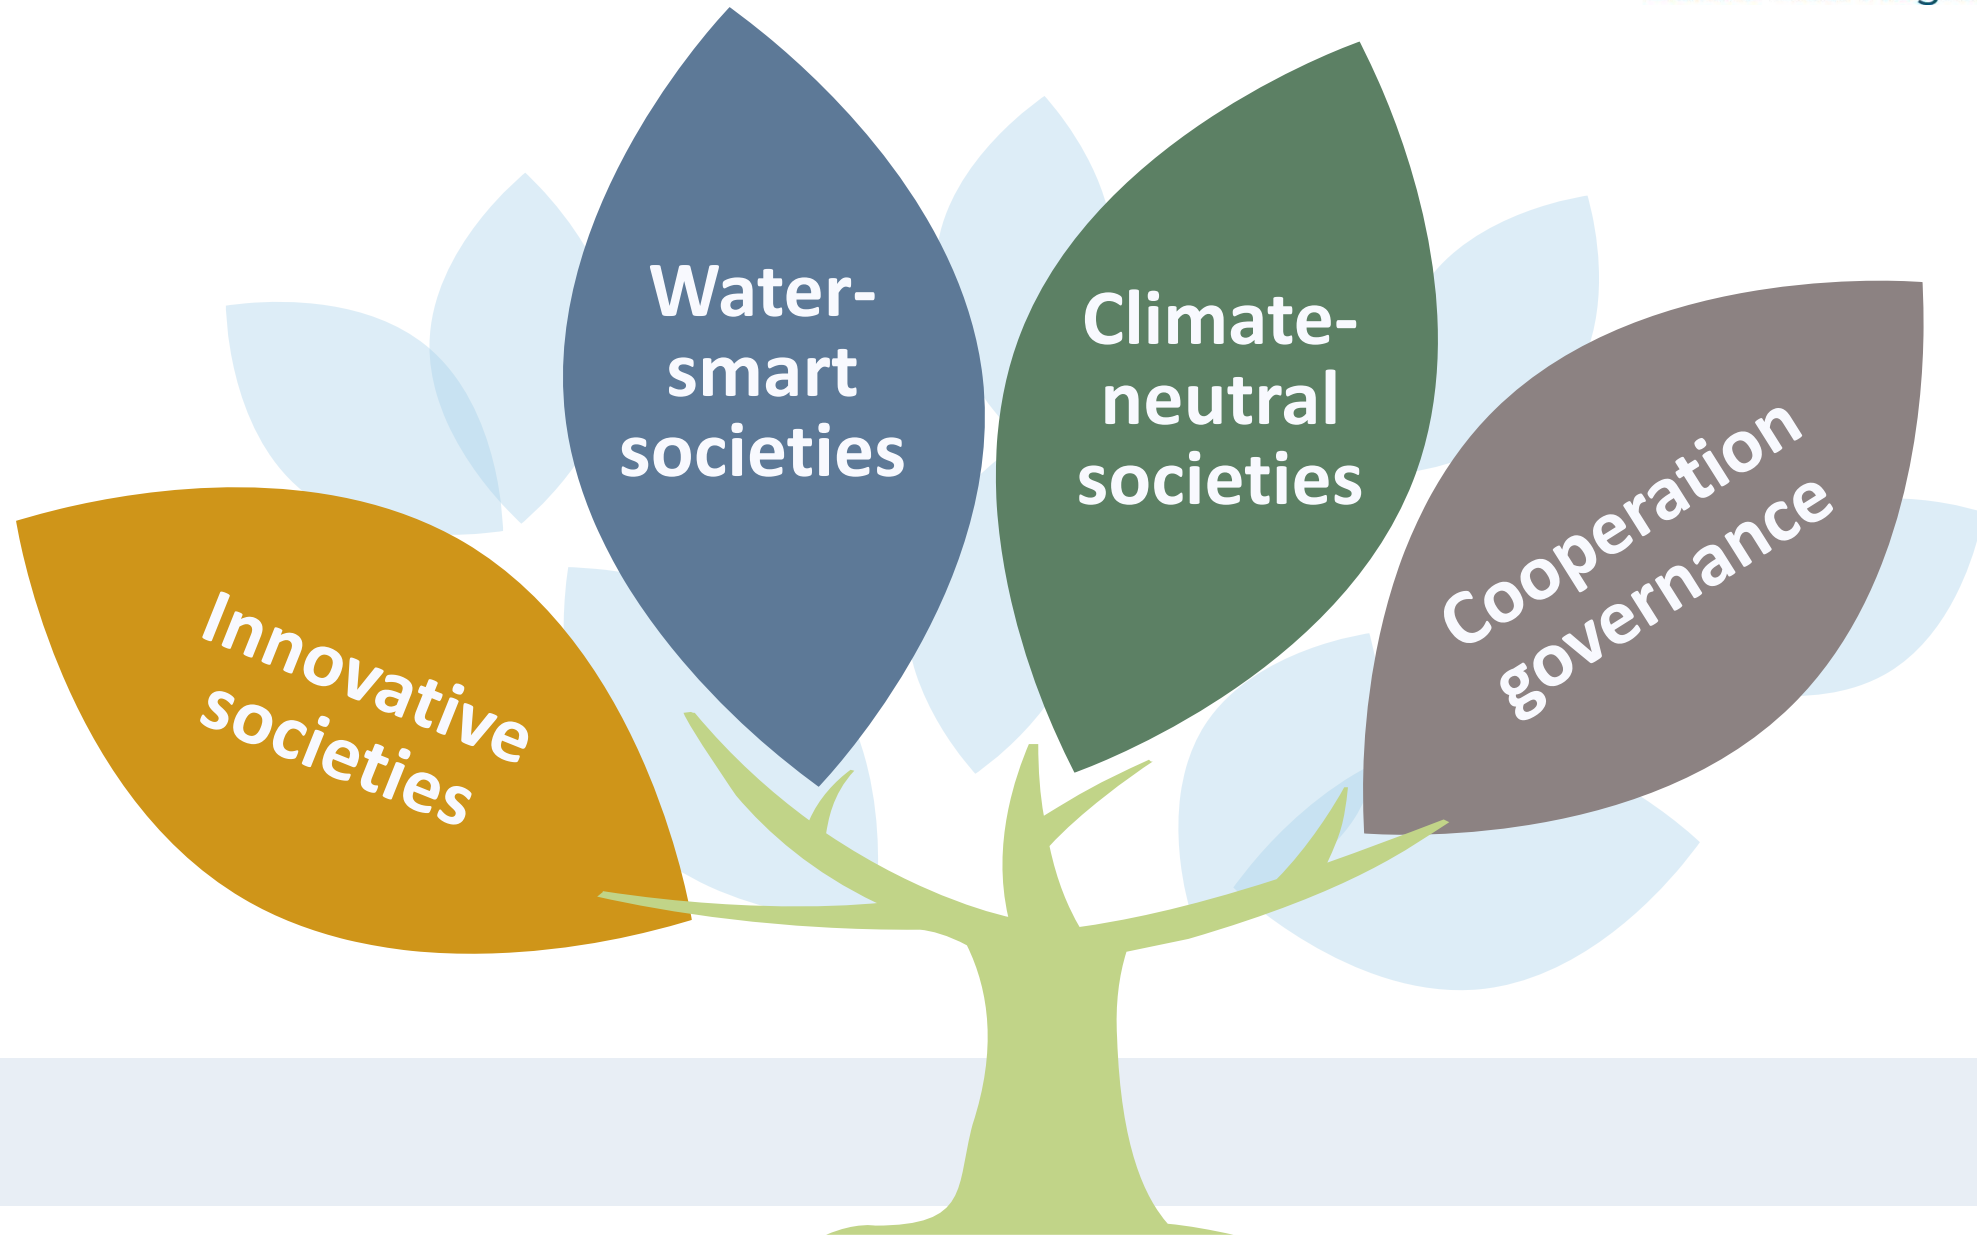 Water-
smart
societies
Climate-
neutral
societies
Cooperation
governance
Innovative
societies